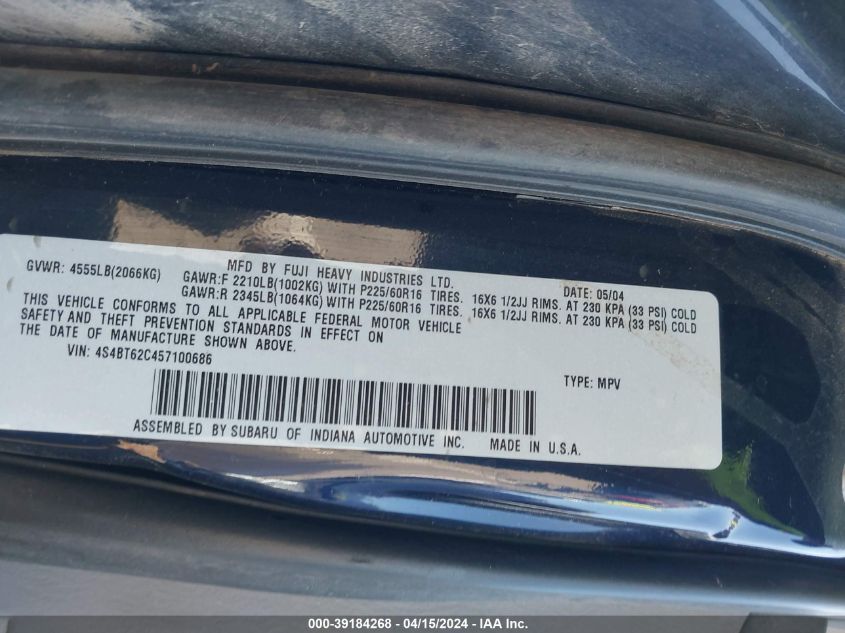 MFD BY FUJI HEAVY INDUSTRIES LTD. DATE: 05/04
GVWR: 4555LB(2066KG) GAWR:F 2210LB(1002KG) WITH P225/60R16 TIRES. 16X6 1/2JJ RIMS. AT 230 KPA (33 PSI) COLD
GAWR:R 2345LB(1064KG) WITH P225/60R16 TIRES. 16X6 1/2JJ RIMS. AT 230 KPA (33 PSI) COLD
THIS VEHICLE CONFORMS TO ALL APPLICABLE FEDERAL MOTOR VEHICLE
SAFETY AND THEFT PREVENTION STANDARDS IN EFFECT ON
THE DATE OF MANUFACTURE SHOWN ABOVE.
VIN: 4S4BT62C457100686 TYPE: MPV
ASSEMBLED BY SUBARU OF INDIANA AUTOMOTIVE INC. MADE IN U.S.A.
000-39184268 - 04/15/2024 - IAA Inc.